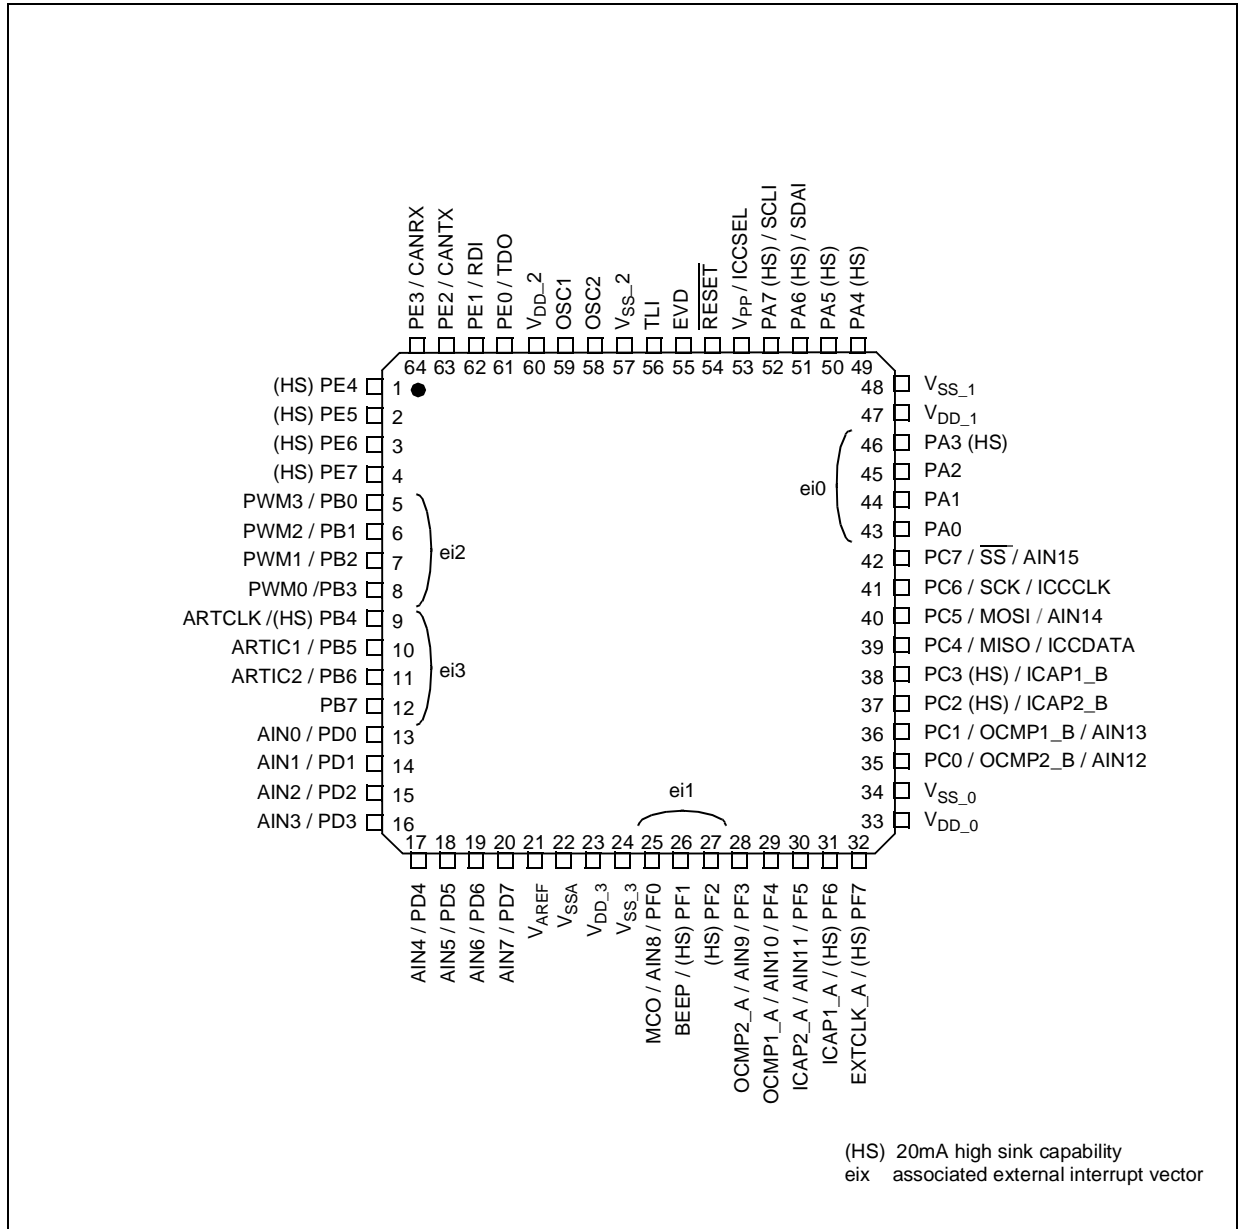 PE3 / CANRX
PE2 / CANTX
PE1 / RDI
PE0 / TDO
VDD_2
OSC1
OSC2
VSS_2
TLI
EVD
RESET
VPP / ICCSEL
PA7 (HS) / SCLI
PA6 (HS) / SDAI
PA5 (HS)
PA4 (HS)
64 63 62 61 60 59 58 57 56 55 54 53 52 51 50 49
(HS) PE4 1
(HS) PE5 2
(HS) PE6 3
(HS) PE7 4
PWM3 / PB0 5
PWM2 / PB1 6
PWM1 / PB2 7
PWM0 /PB3 8
ARTCLK /(HS) PB4 9
ARTIC1 / PB5 10
ARTIC2 / PB6 11
PB7 12
AIN0 / PD0 13
AIN1 / PD1 14
AIN2 / PD2 15
AIN3 / PD3 16
ei2
ei3
ei0
ei1
48 VSS_1
47 VDD_1
46 PA3 (HS)
45 PA2
44 PA1
43 PA0
42 PC7 / SS / AIN15
41 PC6 / SCK / ICCCLK
40 PC5 / MOSI / AIN14
39 PC4 / MISO / ICCDATA
38 PC3 (HS) / ICAP1_B
37 PC2 (HS) / ICAP2_B
36 PC1 / OCMP1_B / AIN13
35 PC0 / OCMP2_B / AIN12
34 VSS_0
33 VDD_0
17 18 19 20 21 22 23 24 25 26 27 28 29 30 31 32
AIN4 / PD4
AIN5 / PD5
AIN6 / PD6
AIN7 / PD7
VAREF
VSSA
VDD_3
VSS_3
MCO / AIN8 / PF0
BEEP / (HS) PF1
(HS) PF2
OCMP2_A / AIN9 / PF3
OCMP1_A / AIN10 / PF4
ICAP2_A / AIN11 / PF5
ICAP1_A / (HS) PF6
EXTCLK_A / (HS) PF7
(HS) 20mA high sink capability
eix associated external interrupt vector